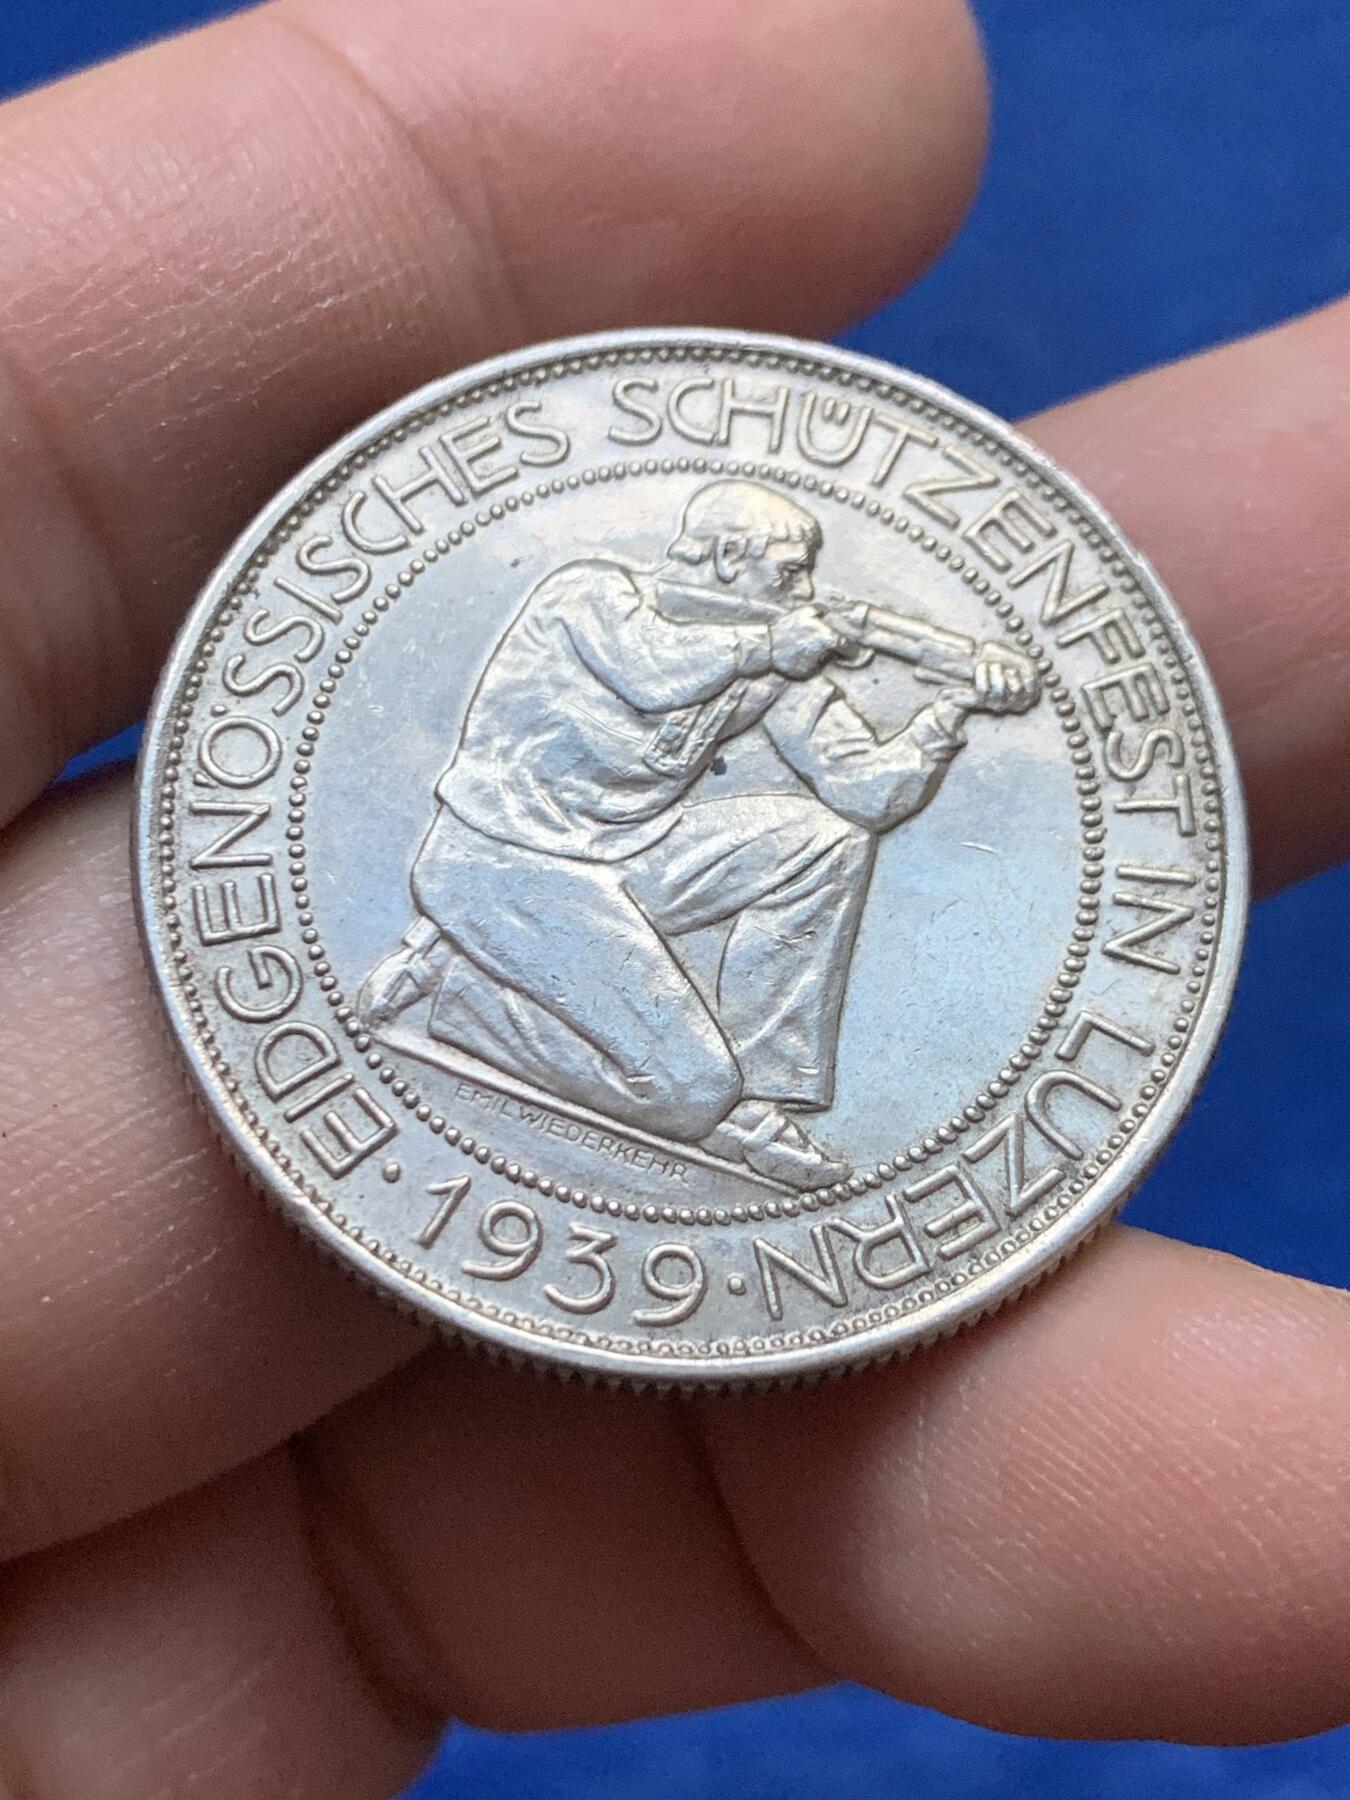 EIDGENÖSSISCHES SCHÜTZENFEST IN LUZERN
· 1939 ·
EMIL WIEDERKEHR